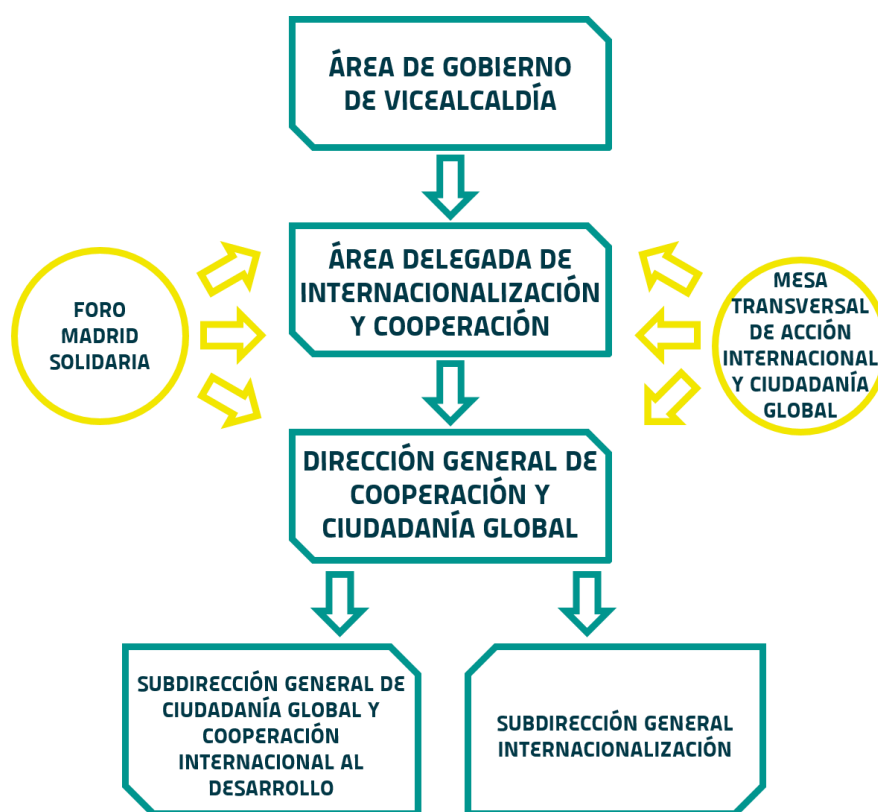 ÁREA DE GOBIERNO
DE VICEALCALDÍA
ÁREA DELEGADA DE
INTERNACIONALIZACIÓN
Y COOPERACIÓN
FORO
MADRID
SOLIDARIA
MESA
TRANSVERSAL
DE ACCIÓN
INTERNACIONAL
Y CIUDADANÍA
GLOBAL
DIRECCIÓN GENERAL DE
COOPERACIÓN Y
CIUDADANÍA GLOBAL
SUBDIRECCIÓN GENERAL DE
CIUDADANÍA GLOBAL Y
COOPERACIÓN
INTERNACIONAL AL
DESARROLLO
SUBDIRECCIÓN GENERAL
INTERNACIONALIZACIÓN